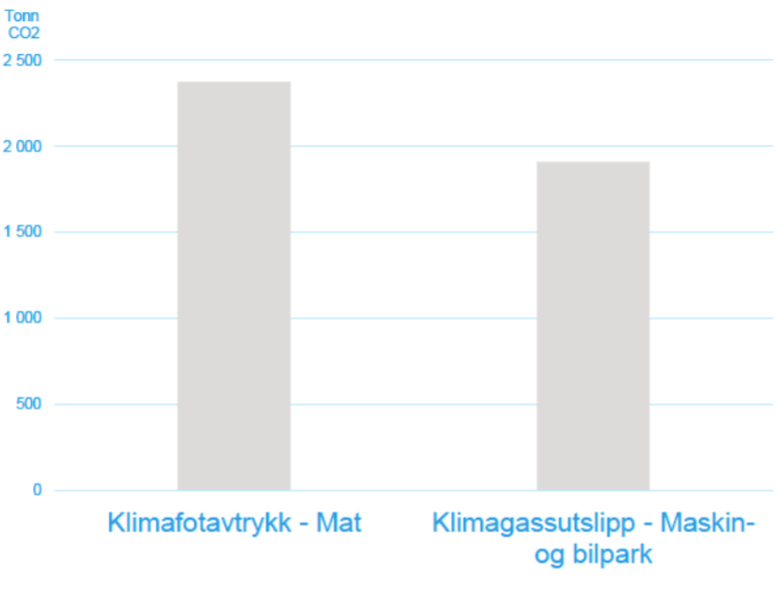 Tonn
CO2
2 500
2 000
1 500
1 000
500
0
Klimafotavtrykk - Mat
Klimagassutslipp - Maskin-
og bilpark